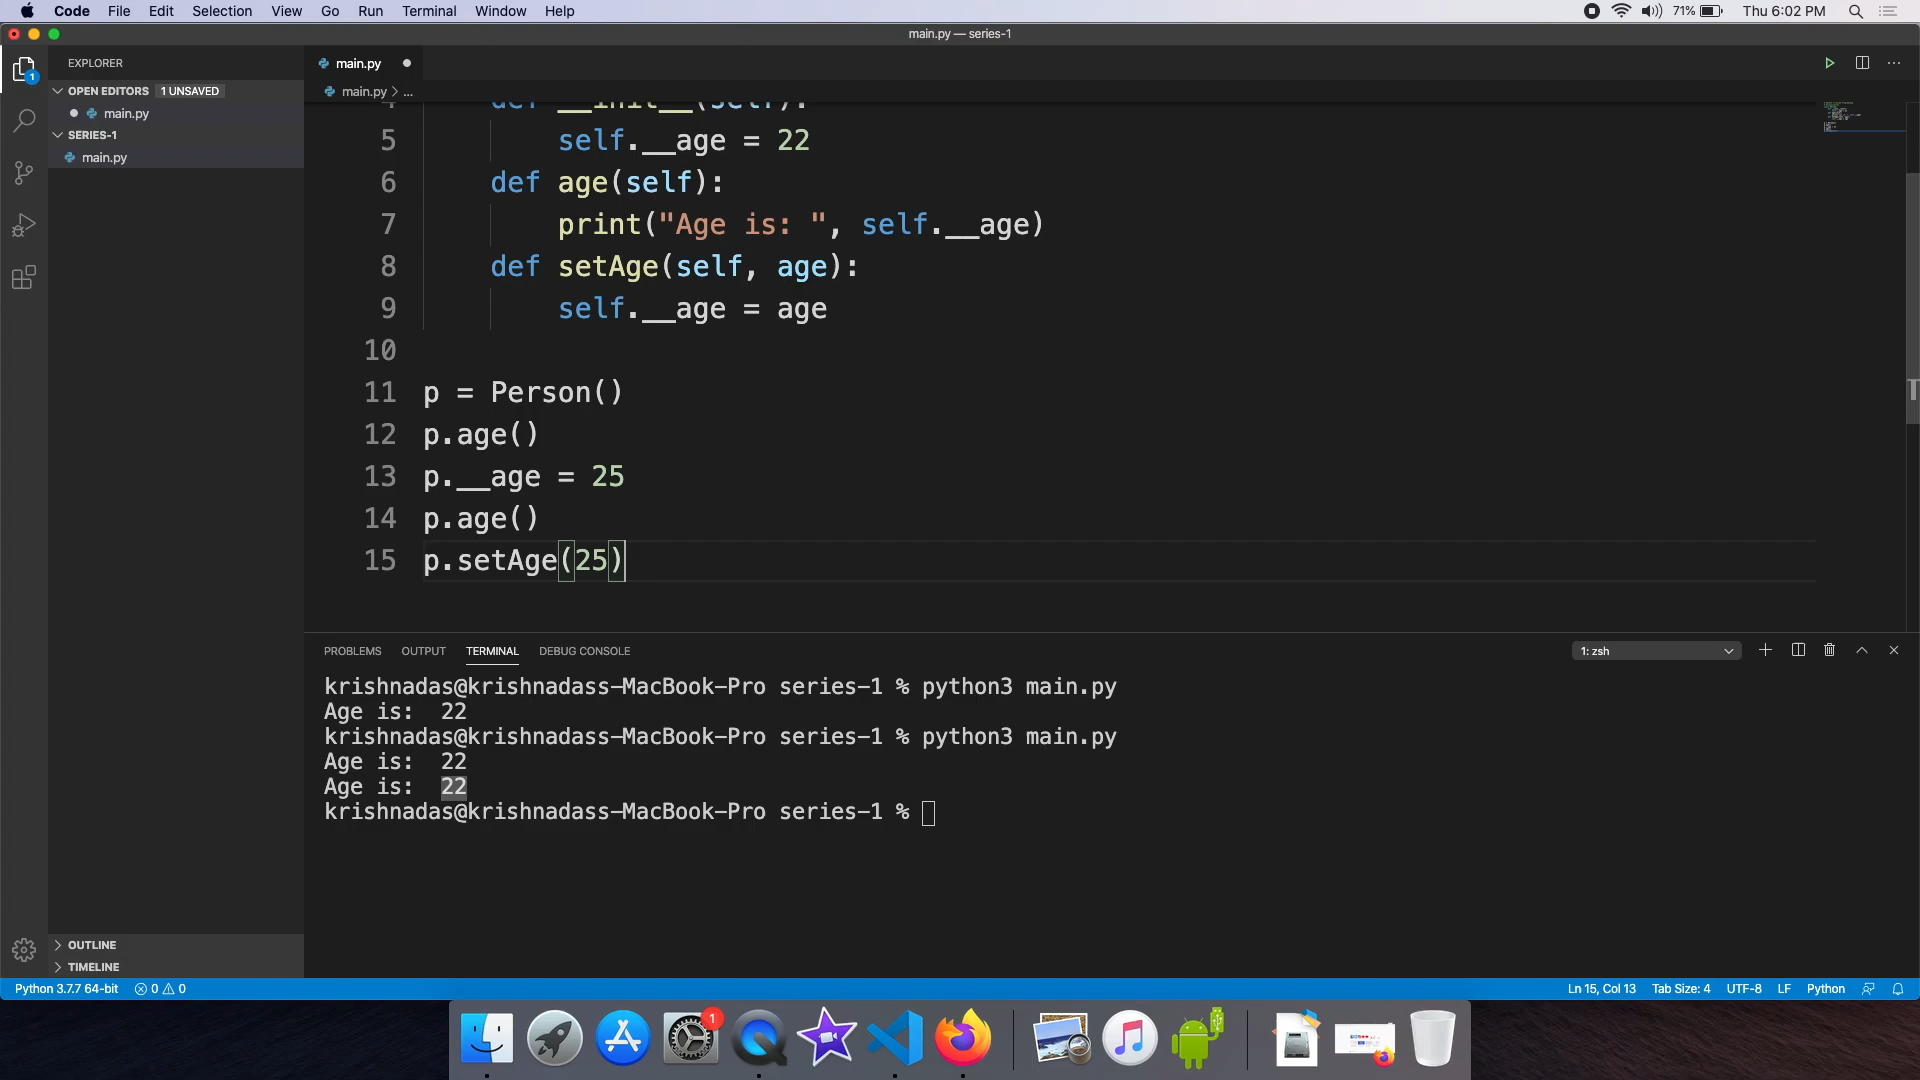 Code File Edit Selection View Go Run Terminal Window Help 71% Thu 6:02 PM
main.py — series-1
EXPLORER
OPEN EDITORS 1 UNSAVED
main.py
SERIES-1
main.py
1
main.py
main.py > ...
4 def __init__(self):
5 self.__age = 22
6 def age(self):
7 print("Age is: ", self.__age)
8 def setAge(self, age):
9 self.__age = age
10
11 p = Person()
12 p.age()
13 p.__age = 25
14 p.age()
15 p.setAge(25)
PROBLEMS OUTPUT TERMINAL DEBUG CONSOLE 1: zsh
krishnadas@krishnadass-MacBook-Pro series-1 % python3 main.py
Age is:  22
krishnadas@krishnadass-MacBook-Pro series-1 % python3 main.py
Age is:  22
Age is:  22
krishnadas@krishnadass-MacBook-Pro series-1 %
OUTLINE
TIMELINE
Python 3.7.7 64-bit 0 0 Ln 15, Col 13 Tab Size: 4 UTF-8 LF Python
1